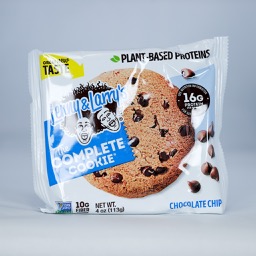 TASTE
PLANT-BASED PROTEINS
Lenny & Larry's
THE
COMPLETE
COOKIE
16G
PROTEIN
10G
FIBER
NET WT.
4 oz (113g)
CHOCOLATE CHIP